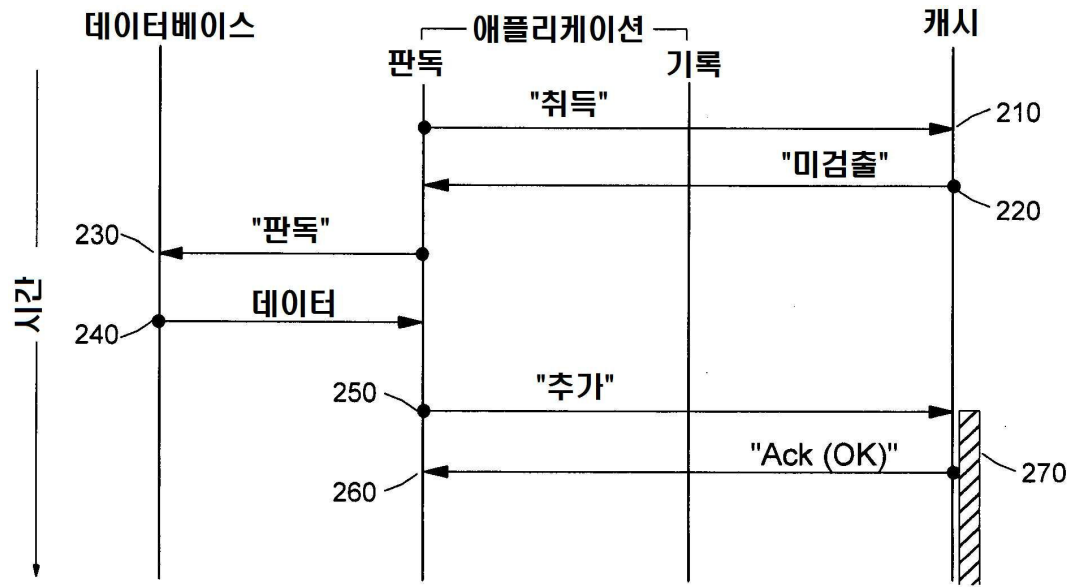 데이터베이스
애플리케이션
캐시
판독
기록
"취득"
210
"미검출"
220
"판독"
230
데이터
240
시간
"추가"
250
"Ack (OK)"
260
270